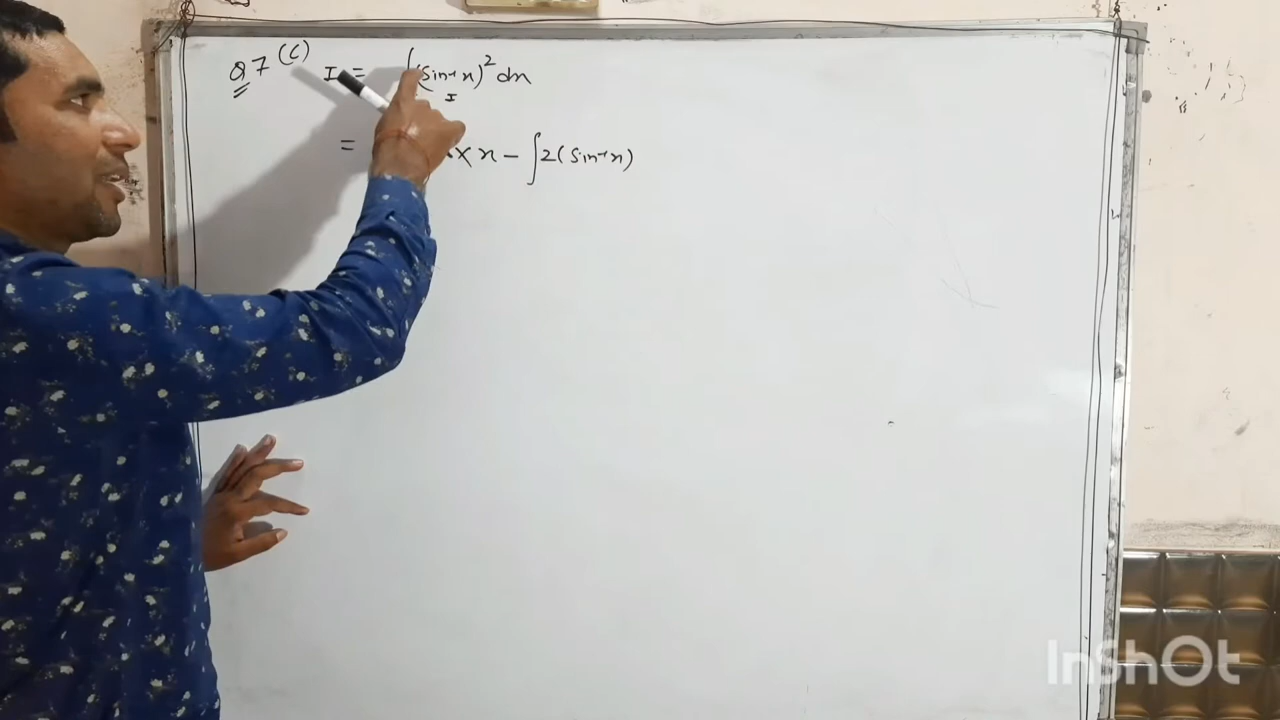 Q7 (C) I = ∫(sin⁻¹x)² dx
I
= × x − ∫2(sin⁻¹x)
InShOt